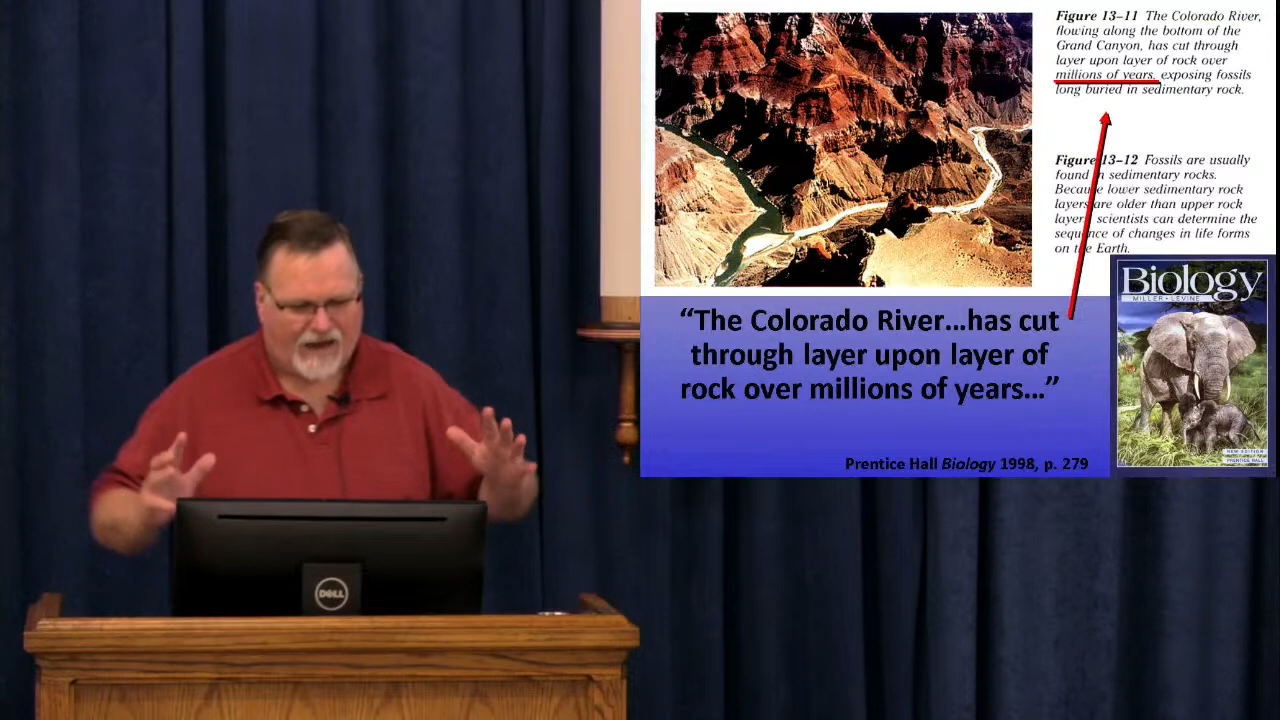 Figure 13–11 The Colorado River,
flowing along the bottom of the
Grand Canyon, has cut through
layer upon layer of rock over
millions of years, exposing fossils
long buried in sedimentary rock.
Figure 13–12 Fossils are usually
found in sedimentary rocks.
Because lower sedimentary rock
layers are older than upper rock
layers, scientists can determine the
sequence of changes in life forms
on the Earth.
“The Colorado River...has cut
through layer upon layer of
rock over millions of years...”
Prentice Hall Biology 1998, p. 279
Biology
MILLER • LEVINE
NEW EDITION
PRENTICE HALL
DELL